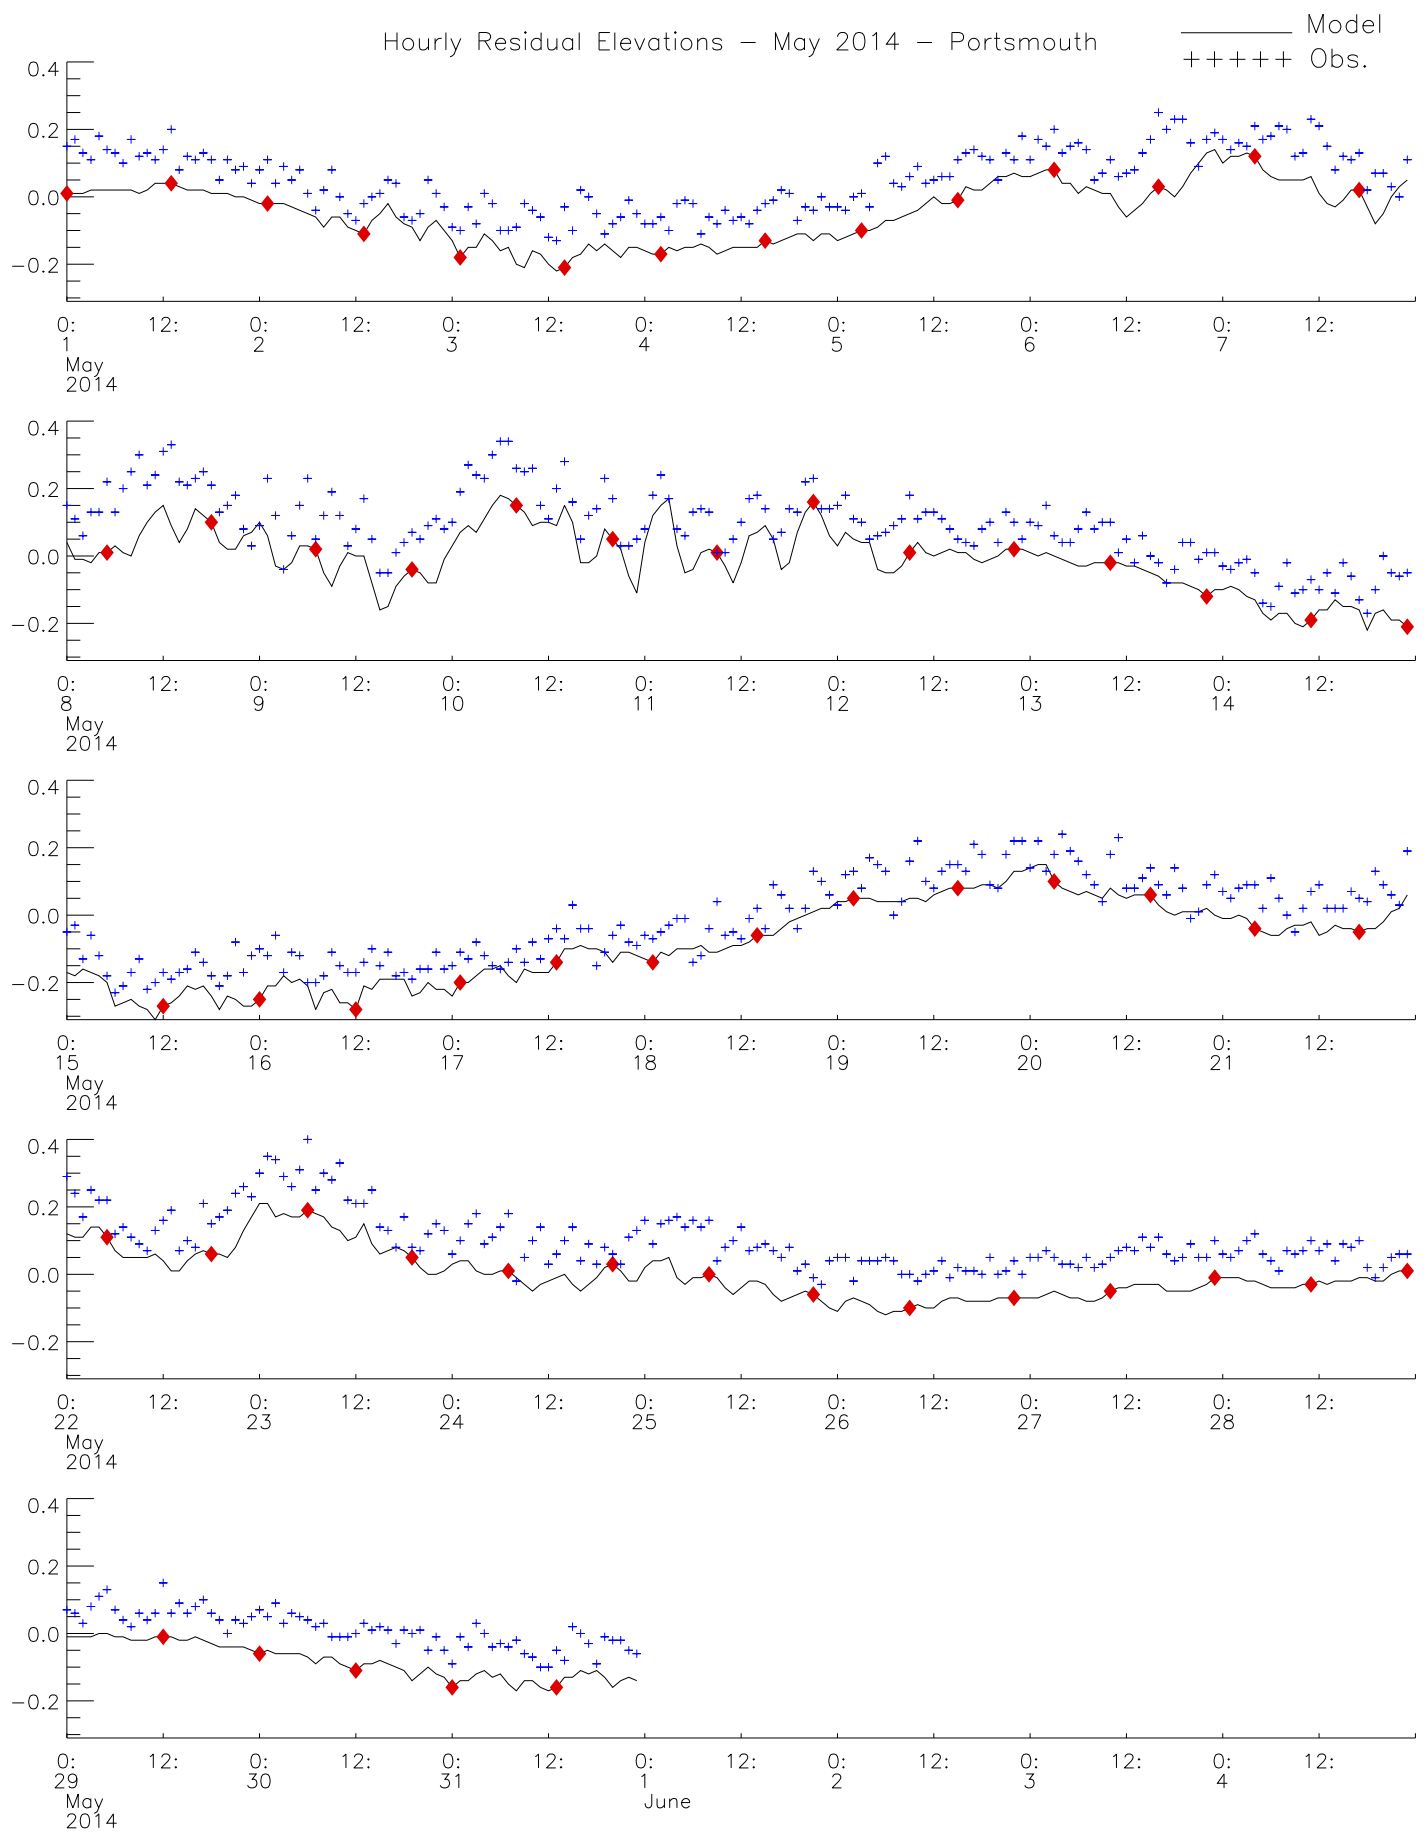 Hourly Residual Elevations – May 2014 – Portsmouth
Model
+++++ Obs.
0.4
0.2
0.0
−0.2
0: 12: 0: 12: 0: 12: 0: 12: 0: 12: 0: 12: 0: 12:
1 2 3 4 5 6 7
May
2014
0.4
0.2
0.0
−0.2
0: 12: 0: 12: 0: 12: 0: 12: 0: 12: 0: 12: 0: 12:
8 9 10 11 12 13 14
May
2014
0.4
0.2
0.0
−0.2
0: 12: 0: 12: 0: 12: 0: 12: 0: 12: 0: 12: 0: 12:
15 16 17 18 19 20 21
May
2014
0.4
0.2
0.0
−0.2
0: 12: 0: 12: 0: 12: 0: 12: 0: 12: 0: 12: 0: 12:
22 23 24 25 26 27 28
May
2014
0.4
0.2
0.0
−0.2
0: 12: 0: 12: 0: 12: 0: 12: 0: 12: 0: 12: 0: 12:
29 30 31 1 2 3 4
May June
2014